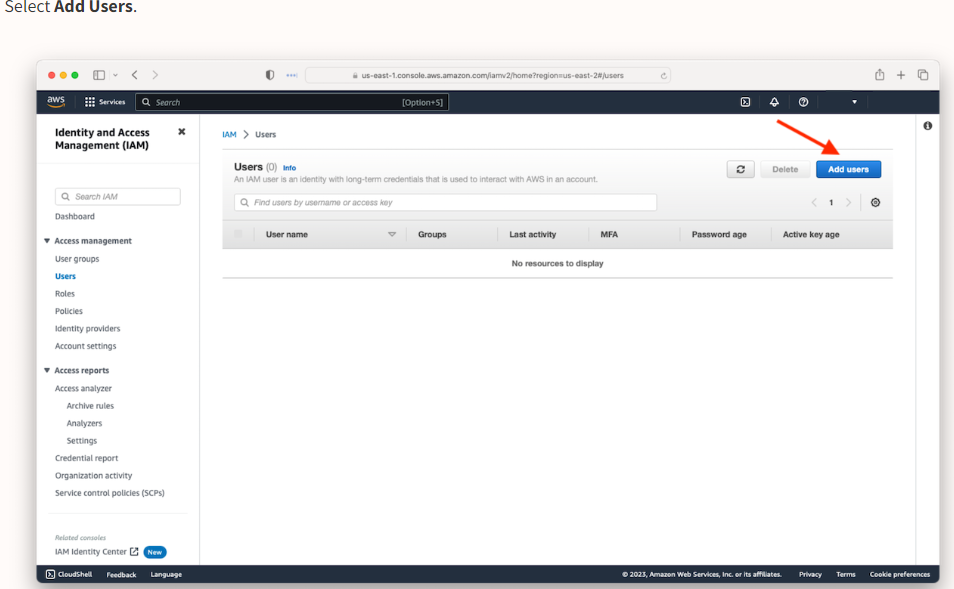 Select Add Users.
us-east-1.console.aws.amazon.com/iamv2/home?region=us-east-2#/users
aws
Services
Search
[Option+S]
Identity and Access
Management (IAM)
Search IAM
Dashboard
Access management
User groups
Users
Roles
Policies
Identity providers
Account settings
Access reports
Access analyzer
Archive rules
Analyzers
Settings
Credential report
Organization activity
Service control policies (SCPs)
Related consoles
IAM Identity Center New
IAM > Users
Users (0) Info
An IAM user is an identity with long-term credentials that is used to interact with AWS in an account.
Delete
Add users
Find users by username or access key
1
User name Groups Last activity MFA Password age Active key age
No resources to display
CloudShell Feedback Language
© 2023, Amazon Web Services, Inc. or its affiliates. Privacy Terms Cookie preferences